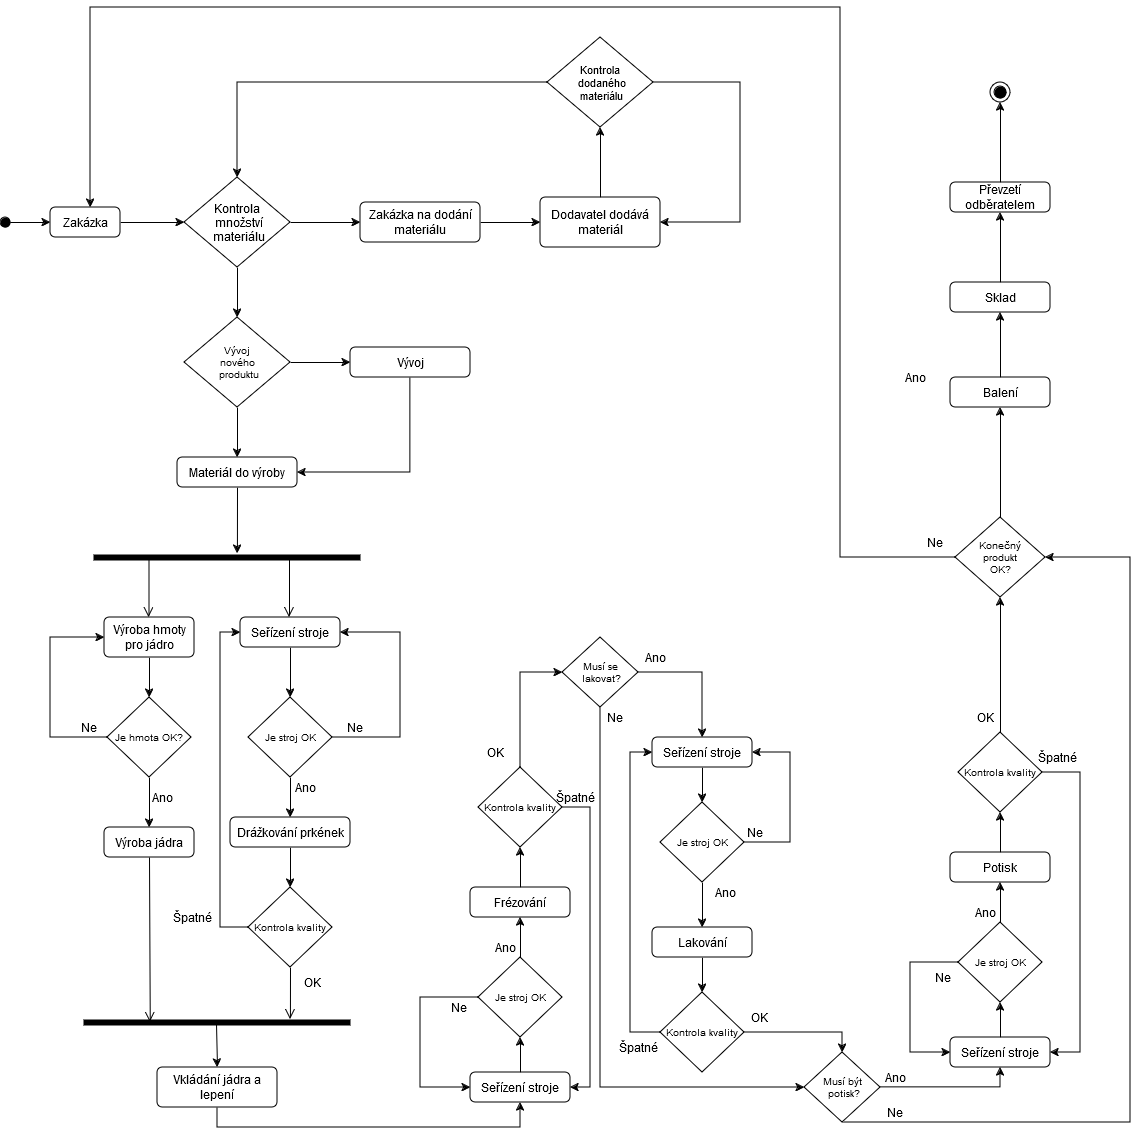 Kontrola
dodaného
materiálu
Zakázka
Kontrola
množství
materiálu
Zakázka na dodání
materiálu
Dodavatel dodává
materiál
Vývoj
nového
produktu
Vývoj
Materiál do výroby
Výroba hmoty
pro jádro
Je hmota OK?
Ne
Ano
Výroba jádra
Seřízení stroje
Je stroj OK
Ne
Ano
Drážkování prkének
Kontrola kvality
Špatné
OK
Vkládání jádra a
lepení
Seřízení stroje
Je stroj OK
Ne
Ano
Frézování
Kontrola kvality
Špatné
OK
Musí se
lakovat?
Ano
Ne
Seřízení stroje
Je stroj OK
Ne
Ano
Lakování
Kontrola kvality
Špatné
OK
Musí být
potisk?
Ano
Ne
Seřízení stroje
Je stroj OK
Ne
Ano
Potisk
Kontrola kvality
Špatné
OK
Konečný
produkt
OK?
Ne
Ano
Balení
Sklad
Převzetí
odběratelem